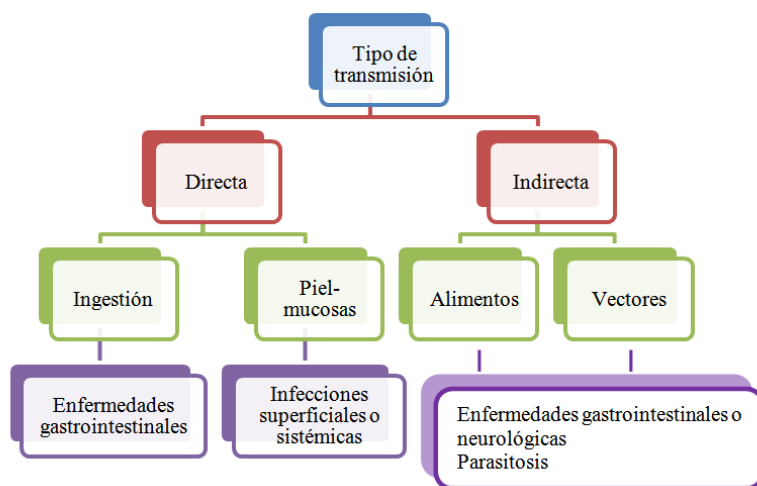 Tipo de
transmisión
Directa
Indirecta
Ingestión
Piel-
mucosas
Alimentos
Vectores
Enfermedades
gastrointestinales
Infecciones
superficiales o
sistémicas
Enfermedades gastrointestinales o
neurológicas
Parasitosis